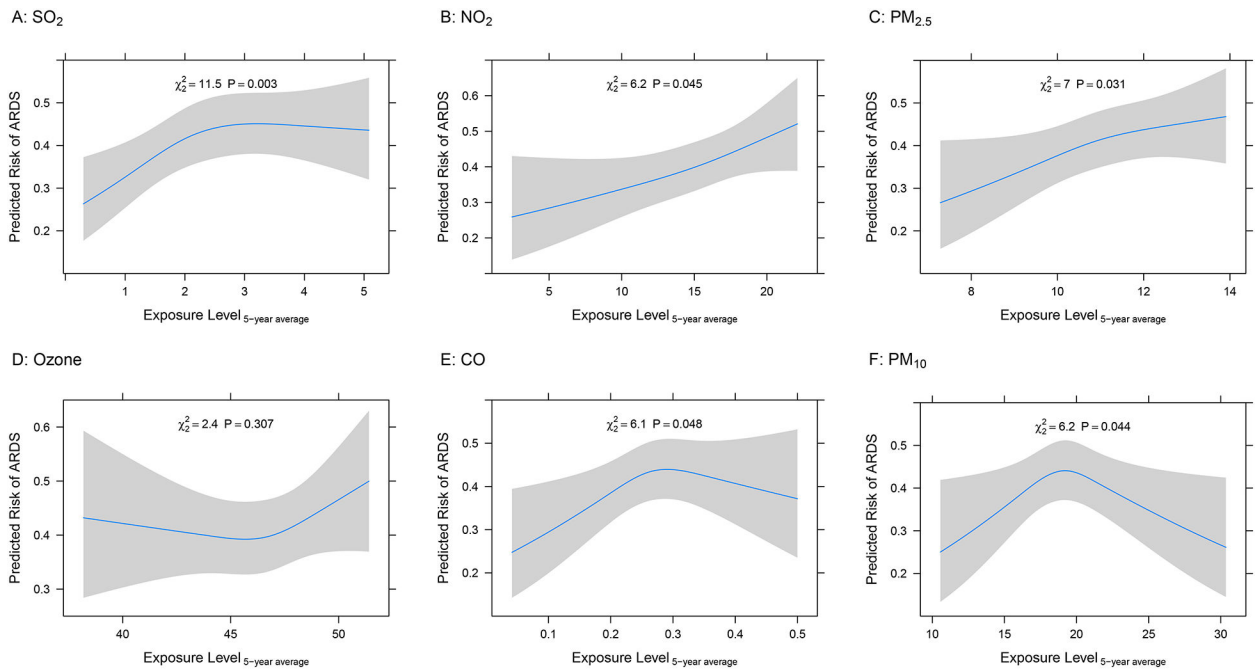 A: SO₂
χ²₂ = 11.5 P = 0.003
Predicted Risk of ARDS
0.5
0.4
0.3
0.2
1 2 3 4 5
Exposure Level 5−year average
B: NO₂
χ²₂ = 6.2 P = 0.045
Predicted Risk of ARDS
0.6
0.5
0.4
0.3
0.2
5 10 15 20
Exposure Level 5−year average
C: PM₂.₅
χ²₂ = 7 P = 0.031
Predicted Risk of ARDS
0.5
0.4
0.3
0.2
8 10 12 14
Exposure Level 5−year average
D: Ozone
χ²₂ = 2.4 P = 0.307
Predicted Risk of ARDS
0.6
0.5
0.4
0.3
40 45 50
Exposure Level 5−year average
E: CO
χ²₂ = 6.1 P = 0.048
Predicted Risk of ARDS
0.5
0.4
0.3
0.2
0.1 0.2 0.3 0.4 0.5
Exposure Level 5−year average
F: PM₁₀
χ²₂ = 6.2 P = 0.044
Predicted Risk of ARDS
0.5
0.4
0.3
0.2
10 15 20 25 30
Exposure Level 5−year average